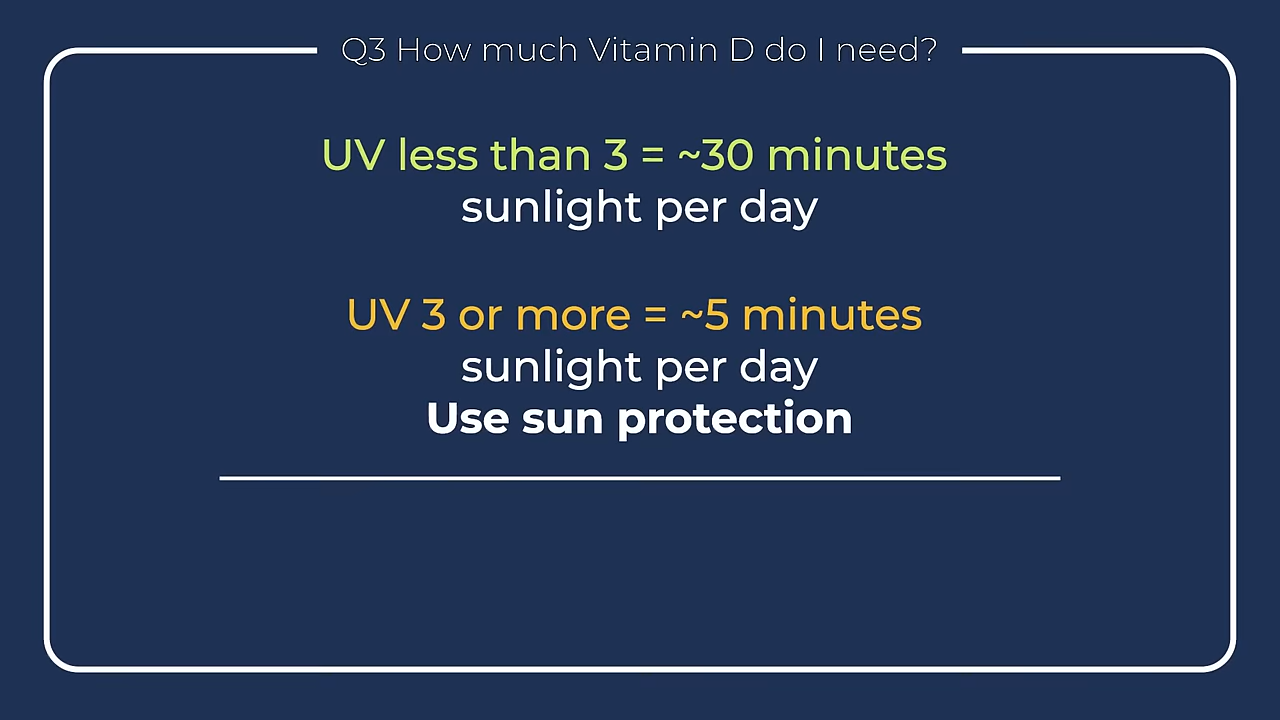 Q3 How much Vitamin D do I need?
UV less than 3 = ~30 minutes
sunlight per day
UV 3 or more = ~5 minutes
sunlight per day
Use sun protection